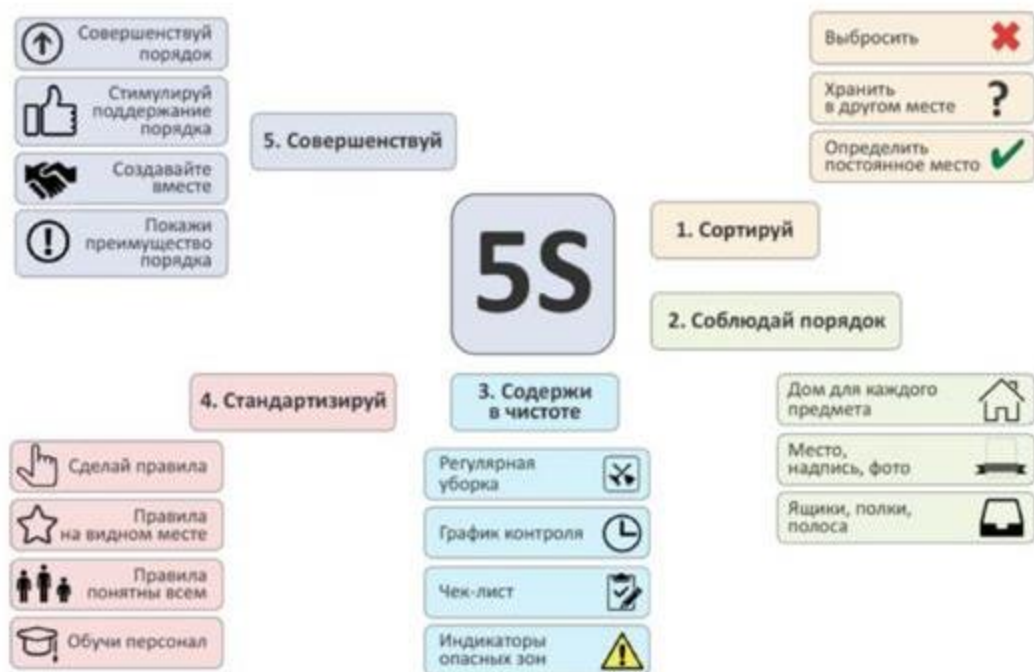 Совершенствуй
порядок
Стимулируй
поддержание
порядка
Создавайте
вместе
Покажи
преимущество
порядка
5. Совершенствуй
Выбросить
Хранить
в другом месте
?
Определить
постоянное место
5S
1. Сортируй
2. Соблюдай порядок
Дом для каждого
предмета
Место,
надпись, фото
Ящики, полки,
полоса
3. Содержи
в чистоте
Регулярная
уборка
График контроля
Чек-лист
Индикаторы
опасных зон
4. Стандартизируй
Сделай правила
Правила
на видном месте
Правила
понятны всем
Обучи персонал